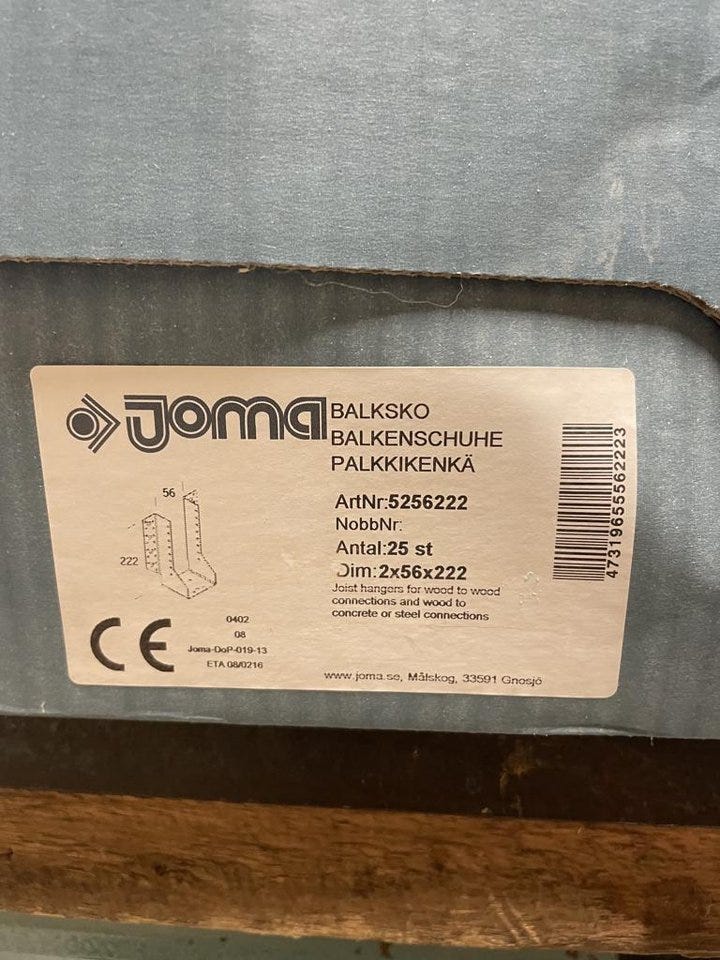 Joma
BALKSKO
BALKENSCHUHE
PALKKIKENKÄ
ArtNr:5256222
NobbNr:
Antal:25 st
Dim:2x56x222
Joist hangers for wood to wood
connections and wood to
concrete or steel connections
56
222
CE
0402
08
Joma-DoP-019-13
ETA 08/0216
www.joma.se, Målskog, 33591 Gnosjö
4731965556222​3